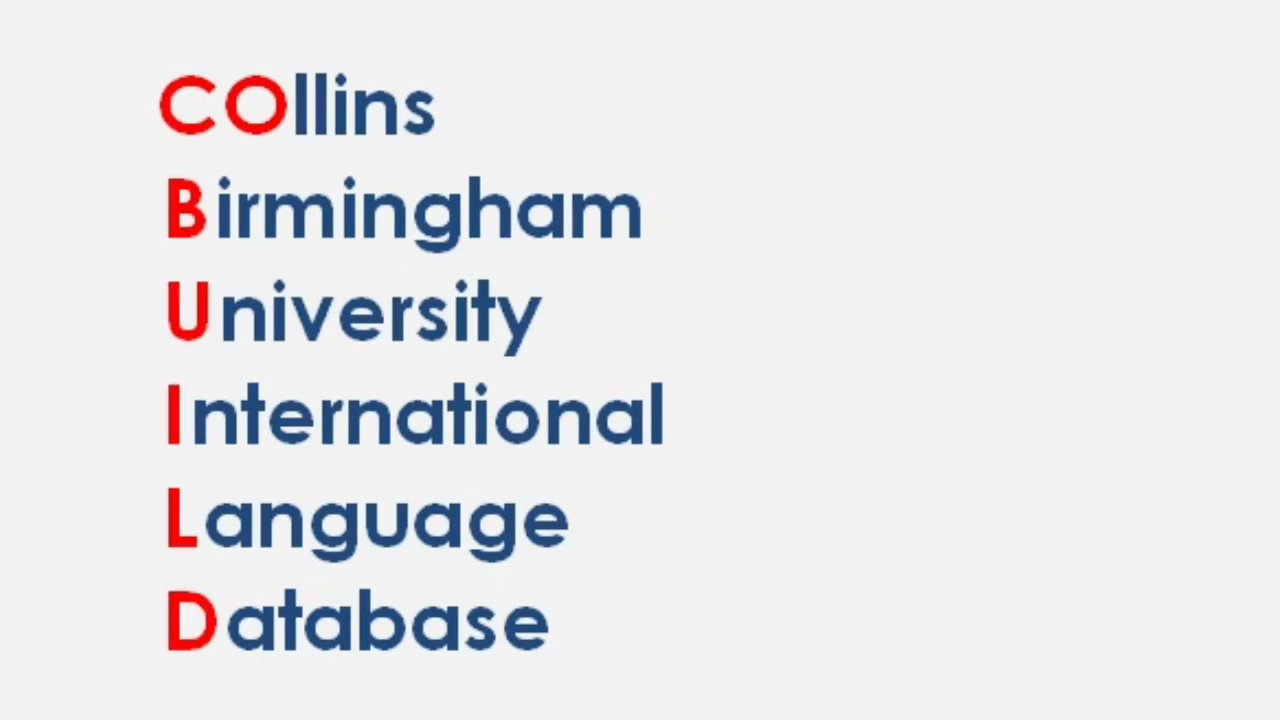 COllins
Birmingham
University
International
Language
Database